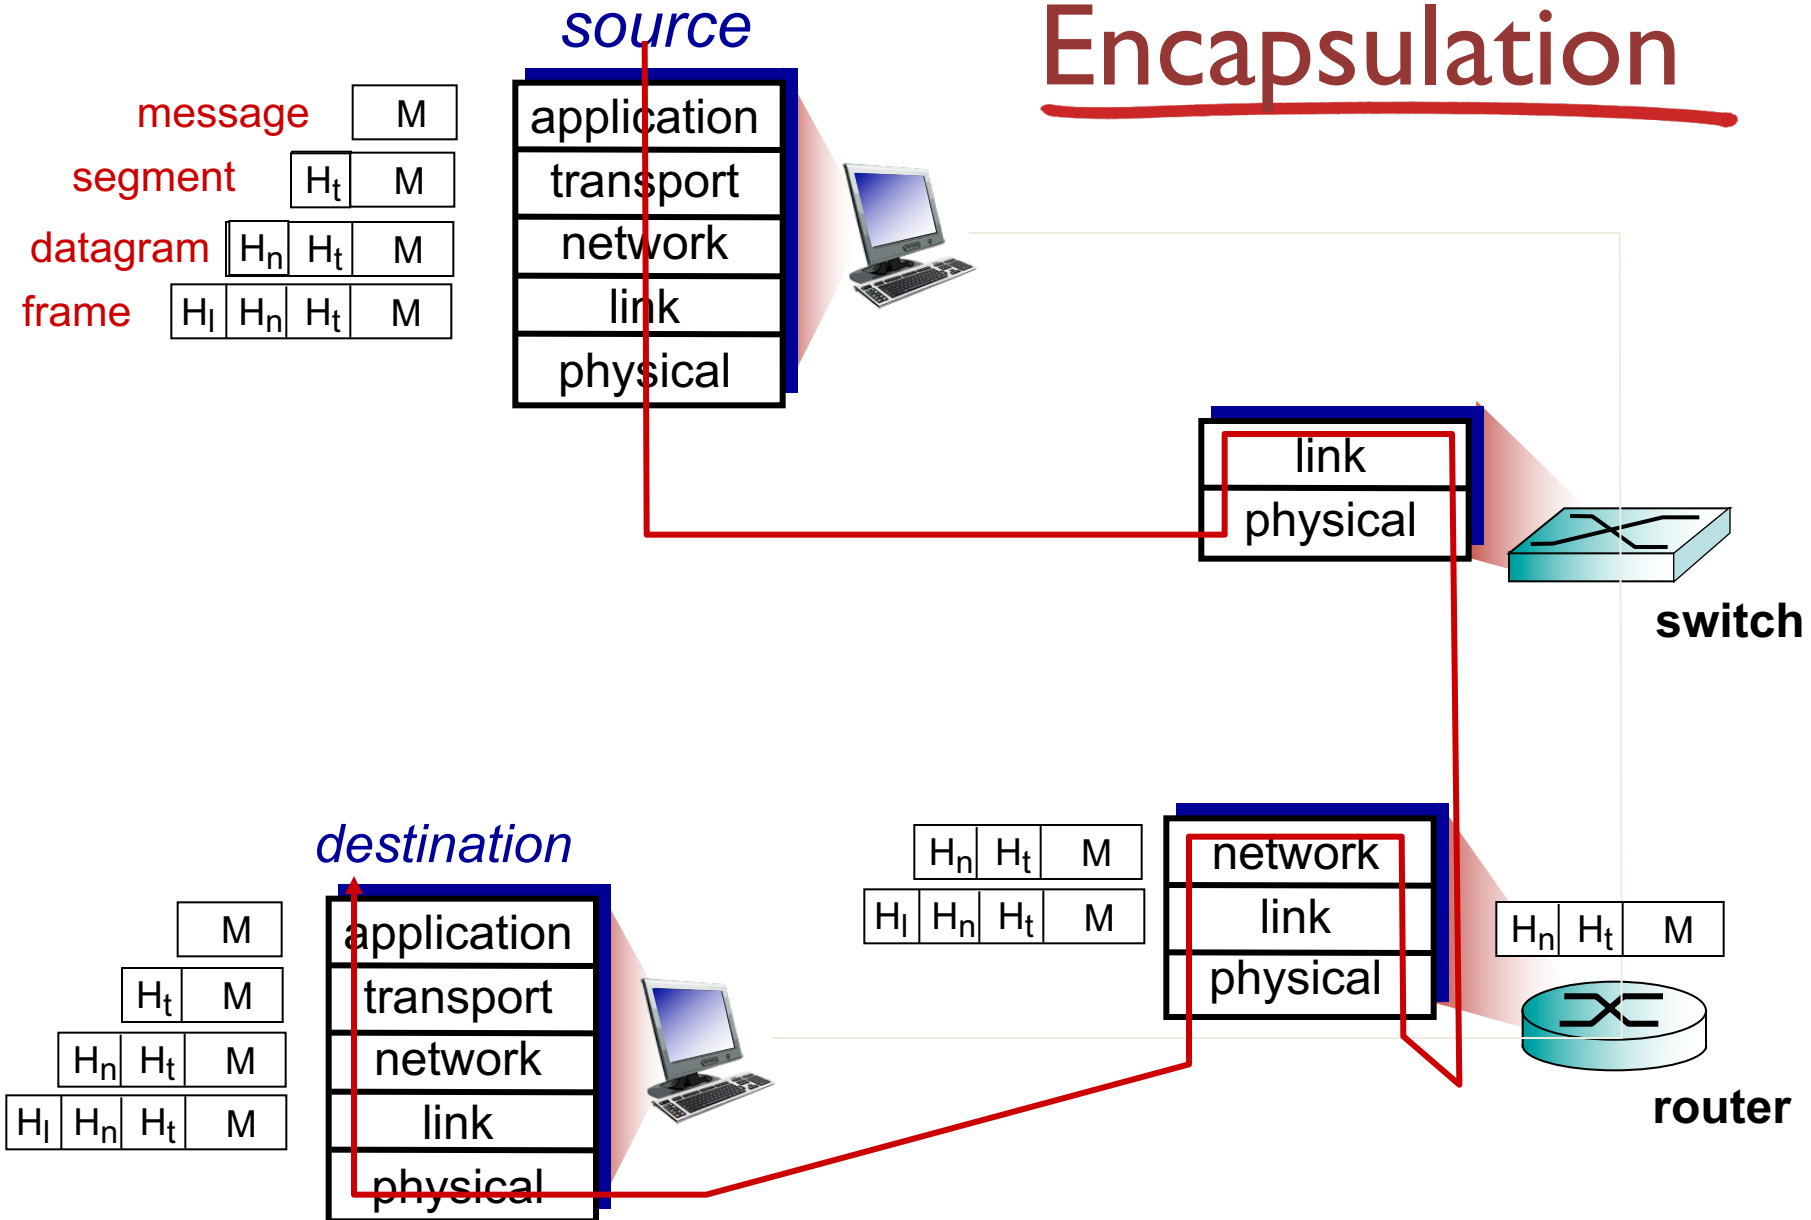 Encapsulation
source
message M
segment Ht M
datagram Hn Ht M
frame Hl Hn Ht M
application
transport
network
link
physical
link
physical
switch
destination
M
Ht M
Hn Ht M
Hl Hn Ht M
application
transport
network
link
physical
Hn Ht M
Hl Hn Ht M
network
link
physical
Hn Ht M
router